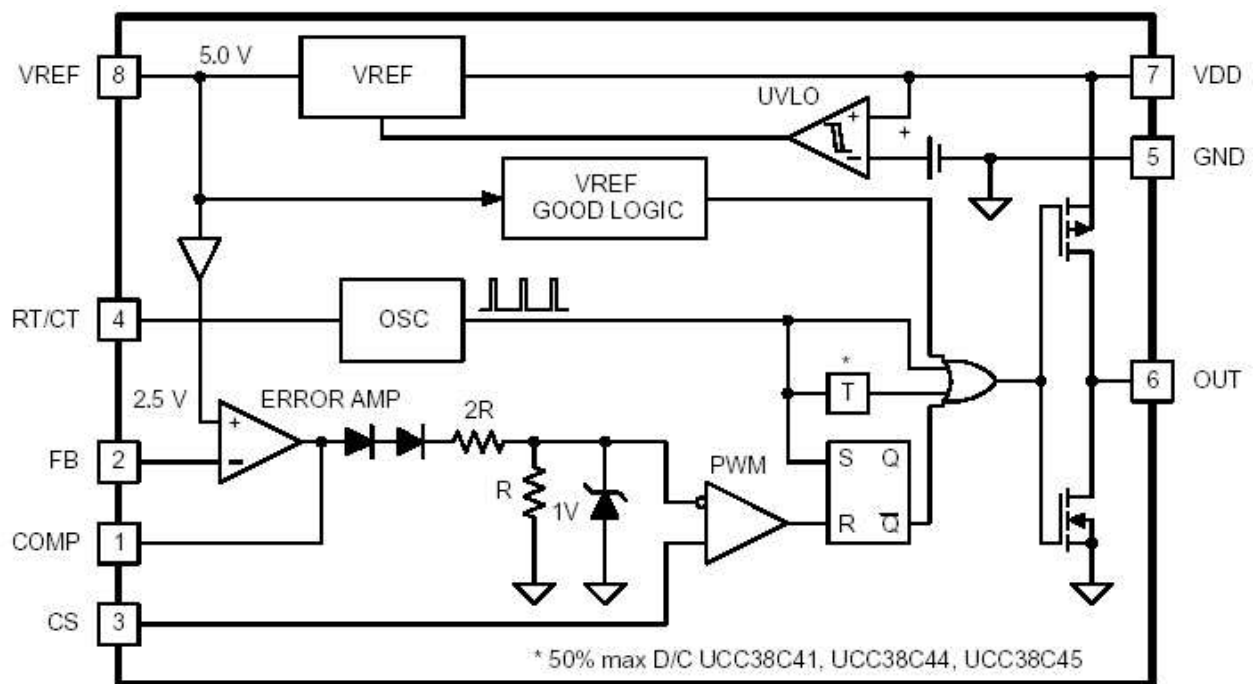 5.0 V
VREF 8
VREF
7 VDD
UVLO
+
+
−
5 GND
VREF
GOOD LOGIC
RT/CT 4
OSC
*
T
6 OUT
2.5 V
ERROR AMP
+
−
2R
FB 2
S Q
PWM
R
1V
R Q̅
COMP 1
CS 3
* 50% max D/C UCC38C41, UCC38C44, UCC38C45